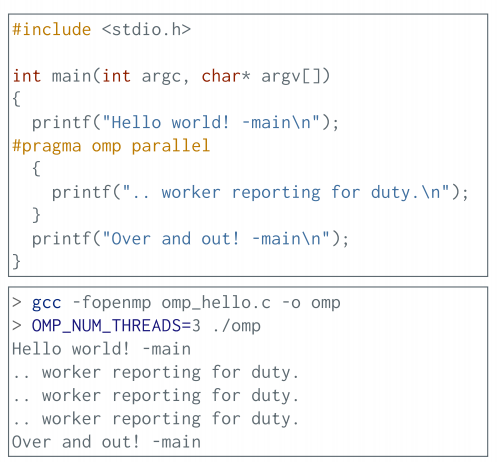 #include <stdio.h>

int main(int argc, char* argv[])
{
  printf("Hello world! -main\n");
#pragma omp parallel
  {
    printf(".. worker reporting for duty.\n");
  }
  printf("Over and out! -main\n");
}
> gcc -fopenmp omp_hello.c -o omp
> OMP_NUM_THREADS=3 ./omp
Hello world! -main
.. worker reporting for duty.
.. worker reporting for duty.
.. worker reporting for duty.
Over and out! -main